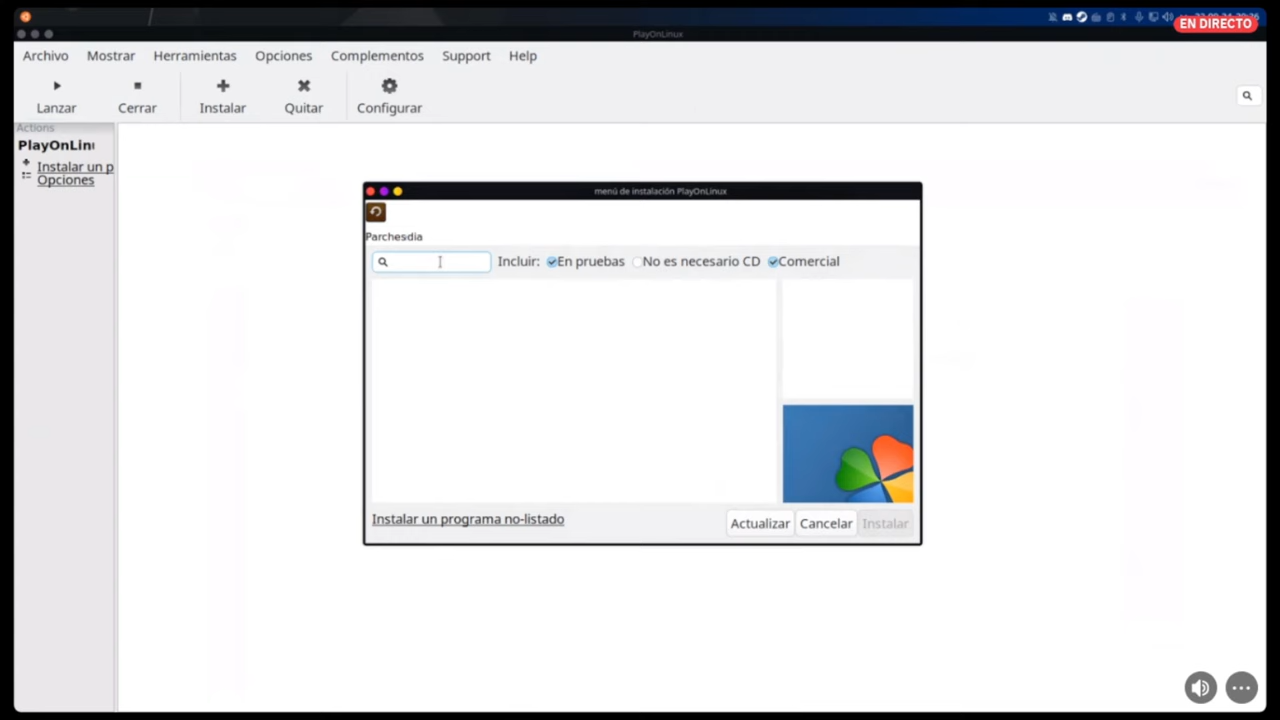 EN DIRECTO
PlayOnLinux
Archivo Mostrar Herramientas Opciones Complementos Support Help
Lanzar Cerrar Instalar Quitar Configurar
Actions
PlayOnLin
Instalar un p
Opciones
menú de instalación PlayOnLinux
Parchesdia
Incluir: En pruebas No es necesario CD Comercial
Instalar un programa no-listado
Actualizar Cancelar Instalar